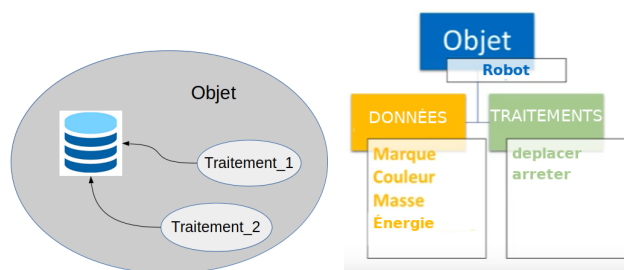 Objet
Traitement_1
Traitement_2
Objet
Robot
DONNÉES
TRAITEMENTS
Marque
Couleur
Masse
Énergie
deplacer
arreter